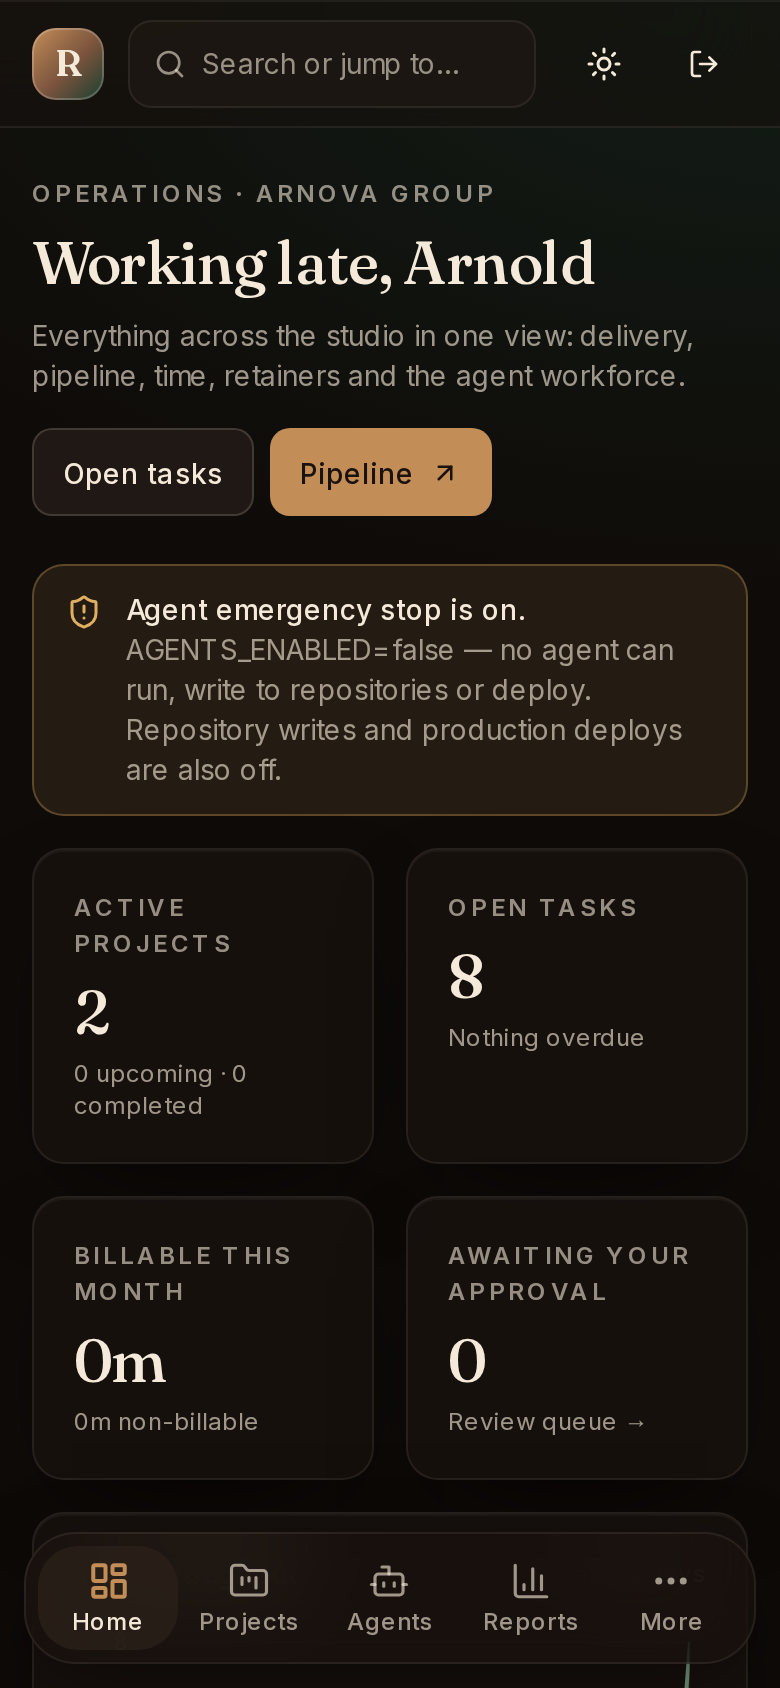 R
Search or jump to...
OPERATIONS · ARNOVA GROUP
Working late, Arnold
Everything across the studio in one view: delivery,
pipeline, time, retainers and the agent workforce.
Open tasks
Pipeline
Agent emergency stop is on.
AGENTS_ENABLED=false — no agent can
run, write to repositories or deploy.
Repository writes and production deploys
are also off.
ACTIVE
PROJECTS
2
0 upcoming · 0
completed
OPEN TASKS
8
Nothing overdue
BILLABLE THIS
MONTH
0m
0m non-billable
AWAITING YOUR
APPROVAL
0
Review queue →
Home
Projects
Agents
Reports
More